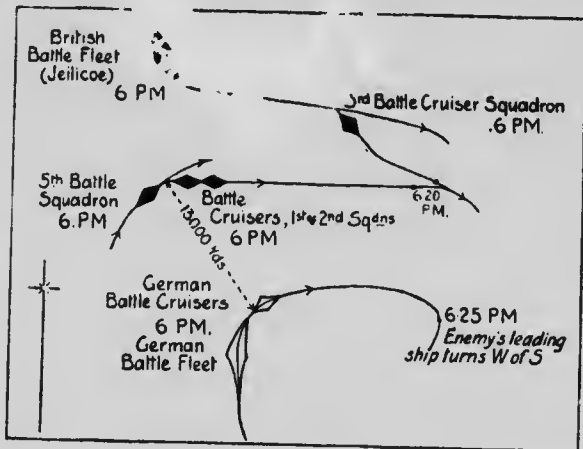 British
Battle Fleet
(Jeilicoe)
6 PM
3rd Battle Cruiser Squadron
.6 PM.
5th Battle
Squadron
6. PM.
Battle
Cruisers, 1st & 2nd Sqdns
6 PM
6.20
PM.
13000 Yds
German
Battle Cruisers
6 PM.
German
Battle Fleet
6.25 PM
Enemy's leading
ship turns W of S